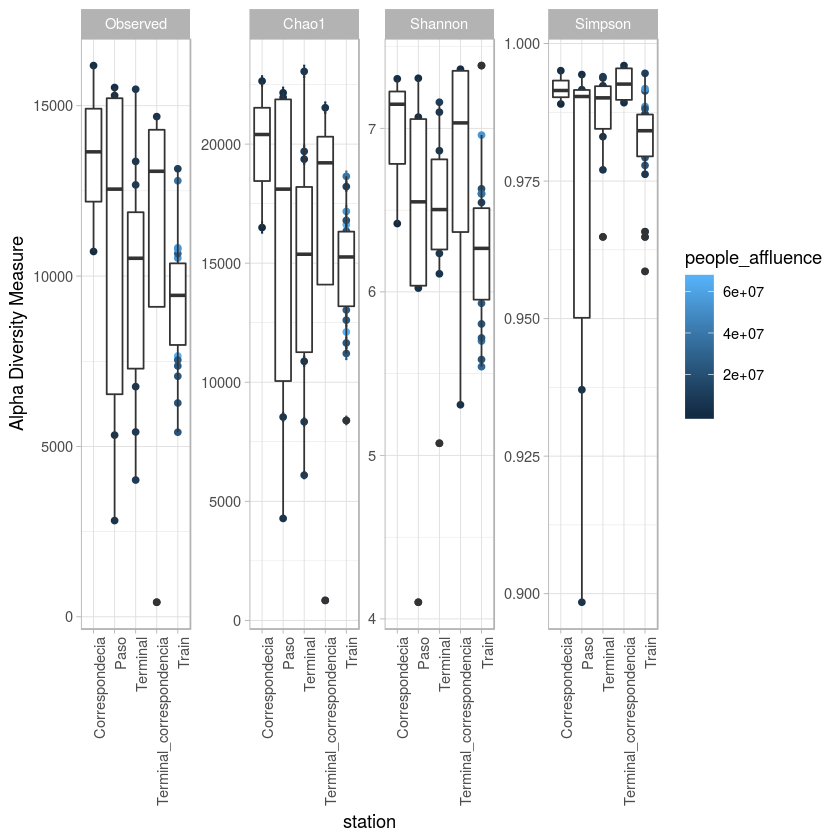 Observed
Chao1
Shannon
Simpson
Alpha Diversity Measure
15000
10000
5000
0
20000
15000
10000
5000
0
7
6
5
4
1.000
0.975
0.950
0.925
0.900
Correspondecia
Paso
Terminal
Terminal_correspondencia
Train
Correspondecia
Paso
Terminal
Terminal_correspondencia
Train
Correspondecia
Paso
Terminal
Terminal_correspondencia
Train
Correspondecia
Paso
Terminal
Terminal_correspondencia
Train
station
people_affluence
6e+07
4e+07
2e+07